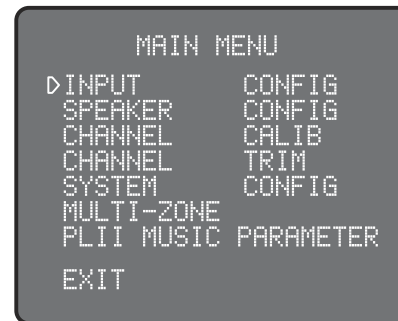 MAIN MENU
INPUT CONFIG
SPEAKER CONFIG
CHANNEL CALIB
CHANNEL TRIM
SYSTEM CONFIG
MULTI-ZONE
PLII MUSIC PARAMETER
EXIT